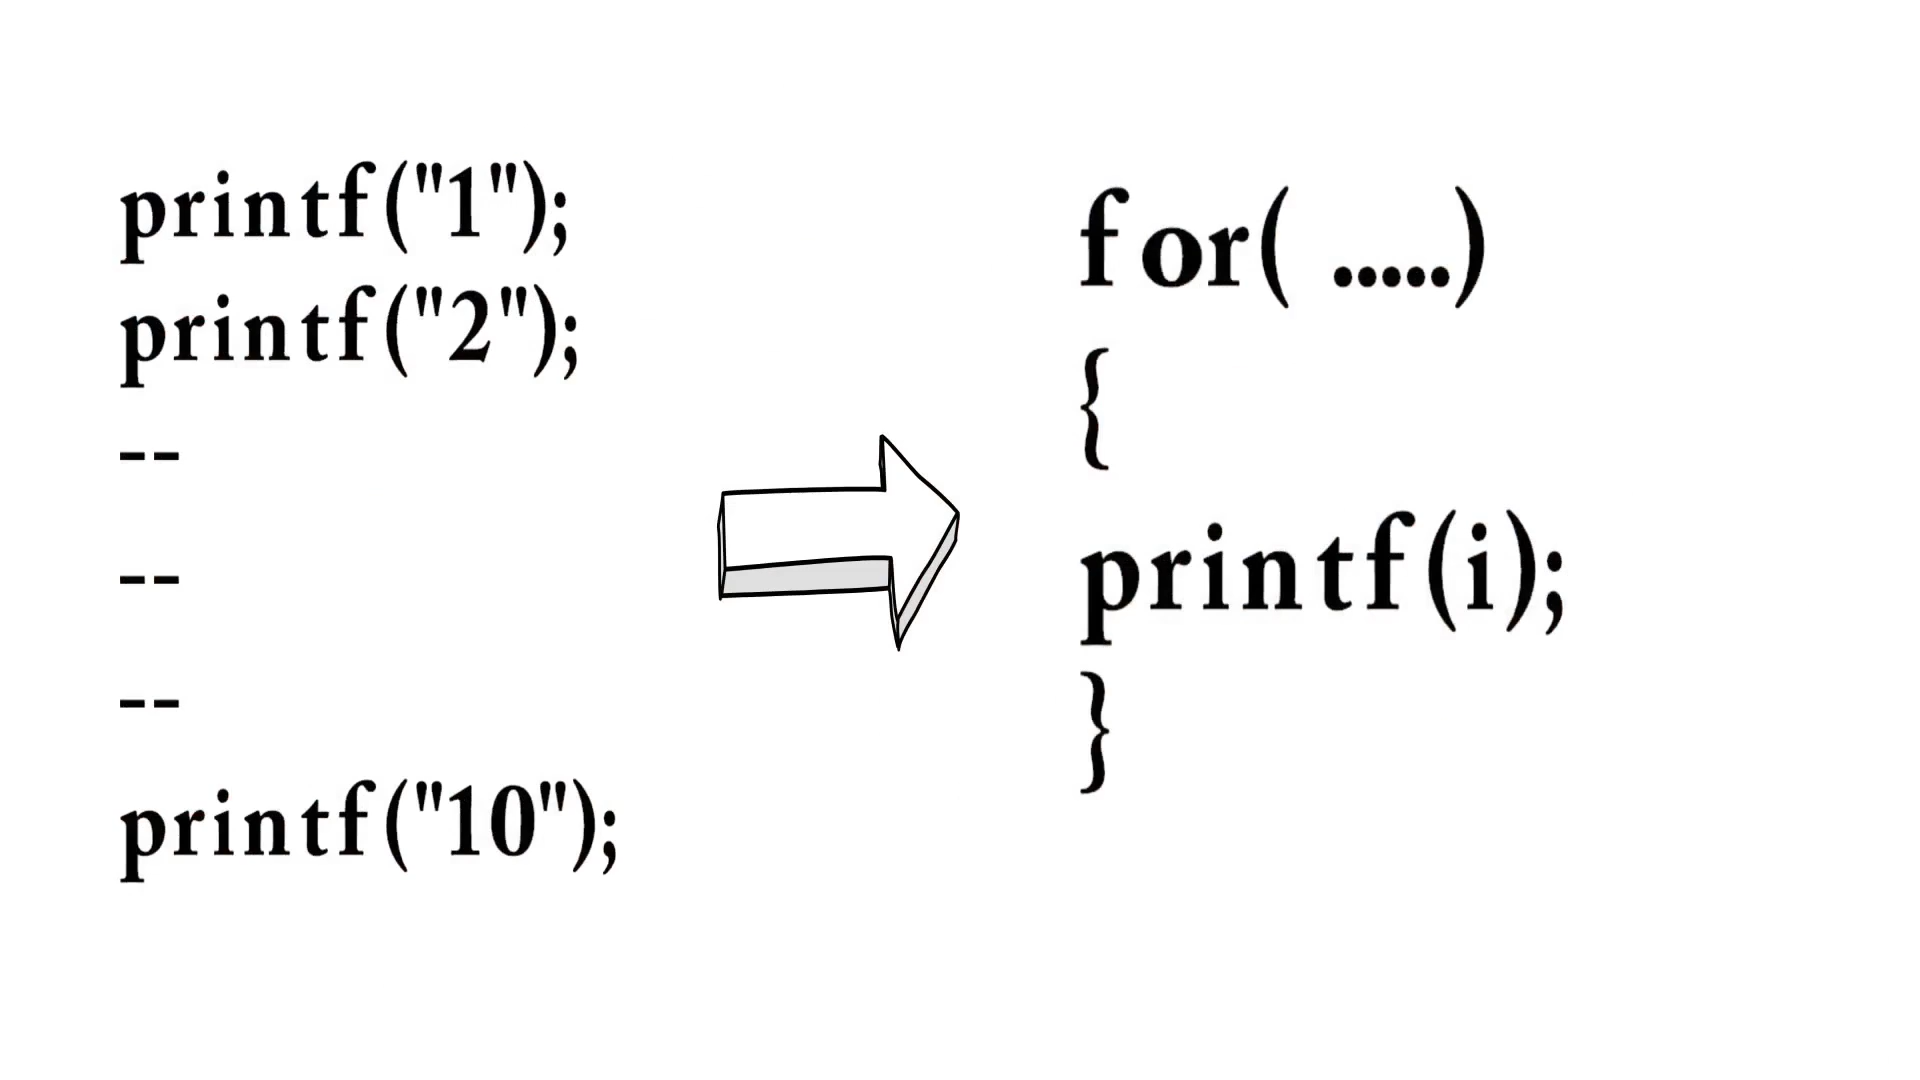 printf("1");
printf("2");
--
--
--
printf("10");
for( .....)
{
printf(i);
}